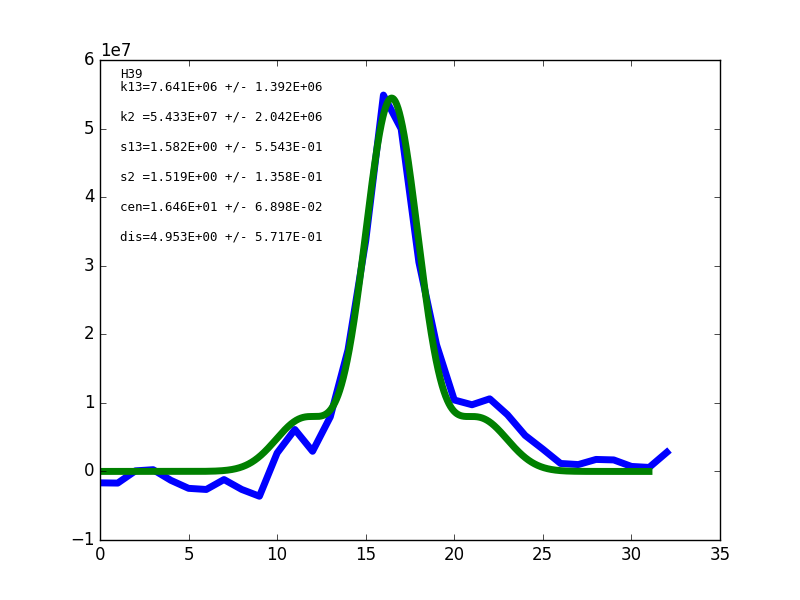 1e7
6
5
4
3
2
1
0
−1
H39
k13=7.641E+06 +/- 1.392E+06
k2 =5.433E+07 +/- 2.042E+06
s13=1.582E+00 +/- 5.543E-01
s2 =1.519E+00 +/- 1.358E-01
cen=1.646E+01 +/- 6.898E-02
dis=4.953E+00 +/- 5.717E-01
0 5 10 15 20 25 30 35